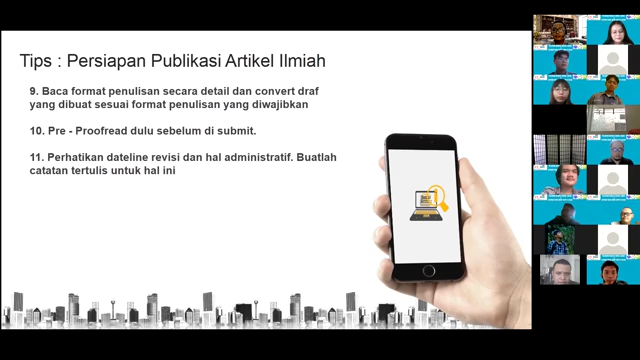 Tips : Persiapan Publikasi Artikel Ilmiah
9. Baca format penulisan secara detail dan convert draf
yang dibuat sesuai format penulisan yang diwajibkan
10. Pre - Proofread dulu sebelum di submit.
11. Perhatikan dateline revisi dan hal administratif. Buatlah
catatan tertulis untuk hal ini